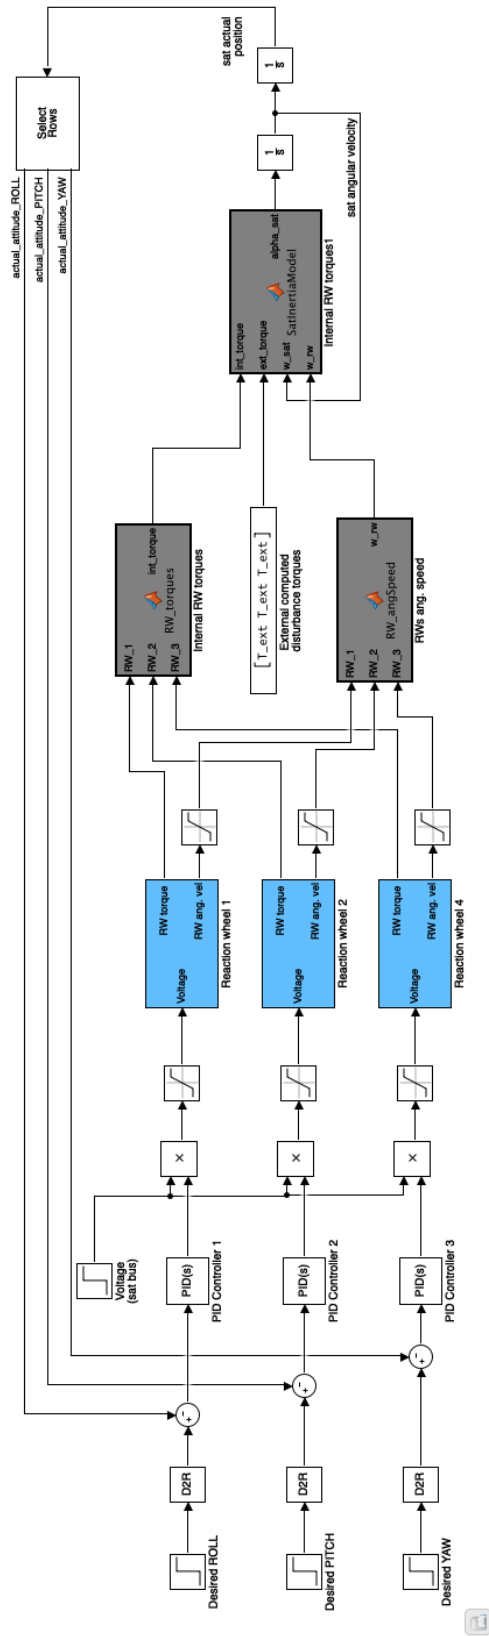 Desired ROLL
D2R
+
-
PID(s)
PID Controller 1
Voltage
(sat bus)
×
Voltage
RW torque
RW ang. vel
Reaction wheel 1
Desired PITCH
D2R
+
-
PID(s)
PID Controller 2
×
Voltage
RW torque
RW ang. vel
Reaction wheel 2
Desired YAW
D2R
+
-
PID(s)
PID Controller 3
×
Voltage
RW torque
RW ang. vel
Reaction wheel 4
RW_1
RW_2
RW_3
int_torque
RW_torques
Internal RW torques
[T_ext T_ext T_ext]
External computed
disturbance torques
RW_1
RW_2
RW_3
w_rw
RW_angSpeed
RWs ang. speed
int_torque
ext_torque
w_sat
w_rw
alpha_sat
SatInertiaModel
Internal RW torques1
1
s
sat angular velocity
1
s
sat actual
position
Select
Rows
actual_attitude_ROLL
actual_attitude_PITCH
actual_attitude_YAW